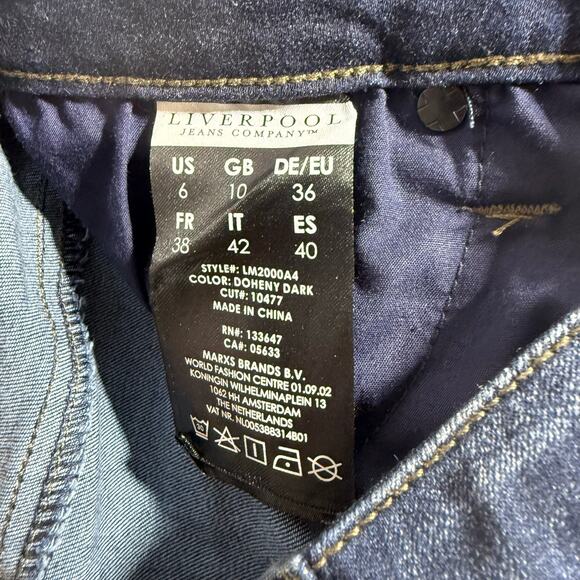 LIVERPOOL
JEANS COMPANY™
US GB DE/EU
6 10 36
FR IT ES
38 42 40
STYLE#: LM2000A4
COLOR: DOHENY DARK
CUT#: 10477
MADE IN CHINA
RN#: 133647
CA#: 05633
MARXS BRANDS B.V.
WORLD FASHION CENTRE 01.09.02
KONINGIN WILHELMINAPLEIN 13
1062 HH AMSTERDAM
THE NETHERLANDS
VAT NR. NL005388314B01
30